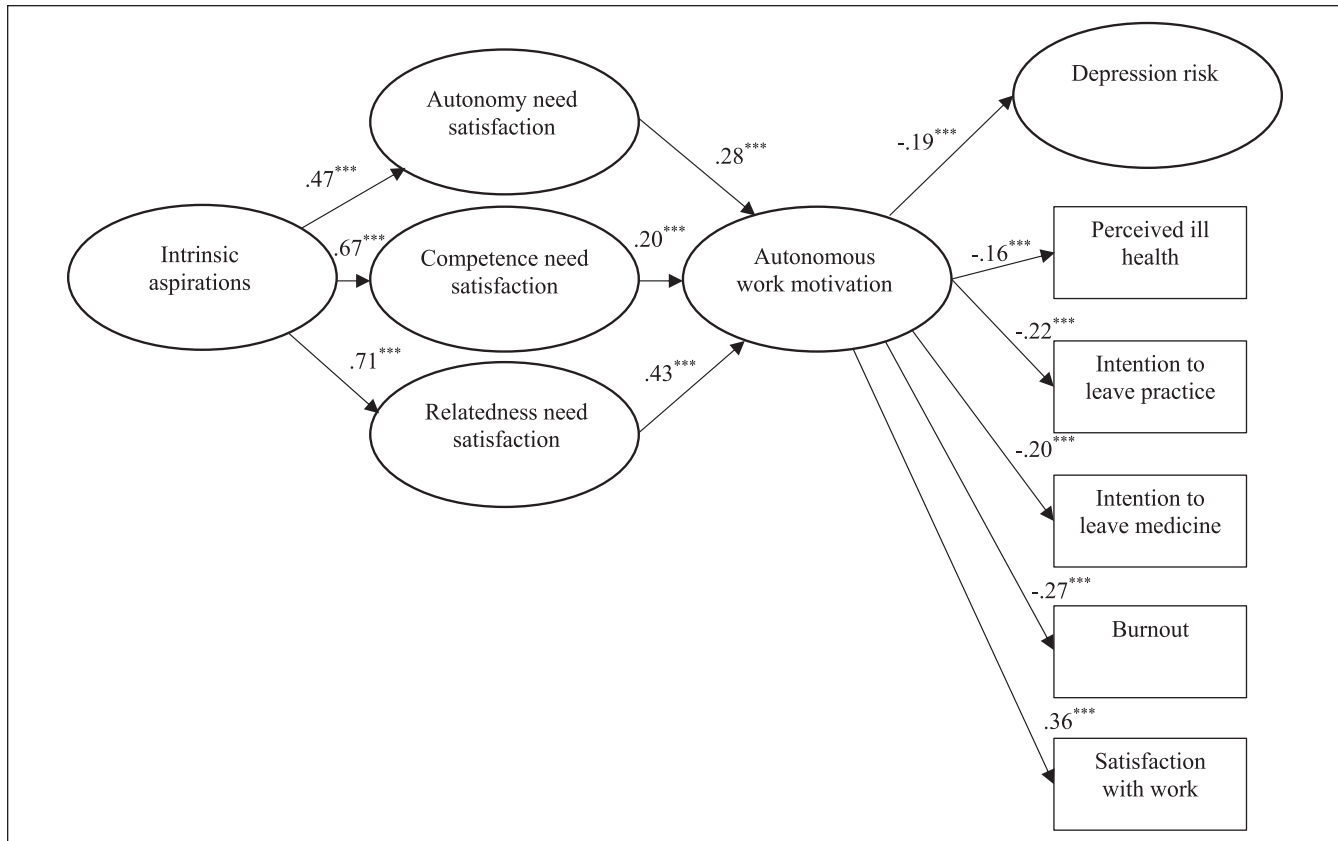 Depression risk
Autonomy need
satisfaction
.28***
-.19***
.47***
Intrinsic
aspirations
.67***
Competence need
satisfaction
.20***
Autonomous
work motivation
-.16***
Perceived ill
health
-.22***
Intention to
leave practice
.71***
.43***
Relatedness need
satisfaction
-.20***
Intention to
leave medicine
-.27***
Burnout
.36***
Satisfaction
with work